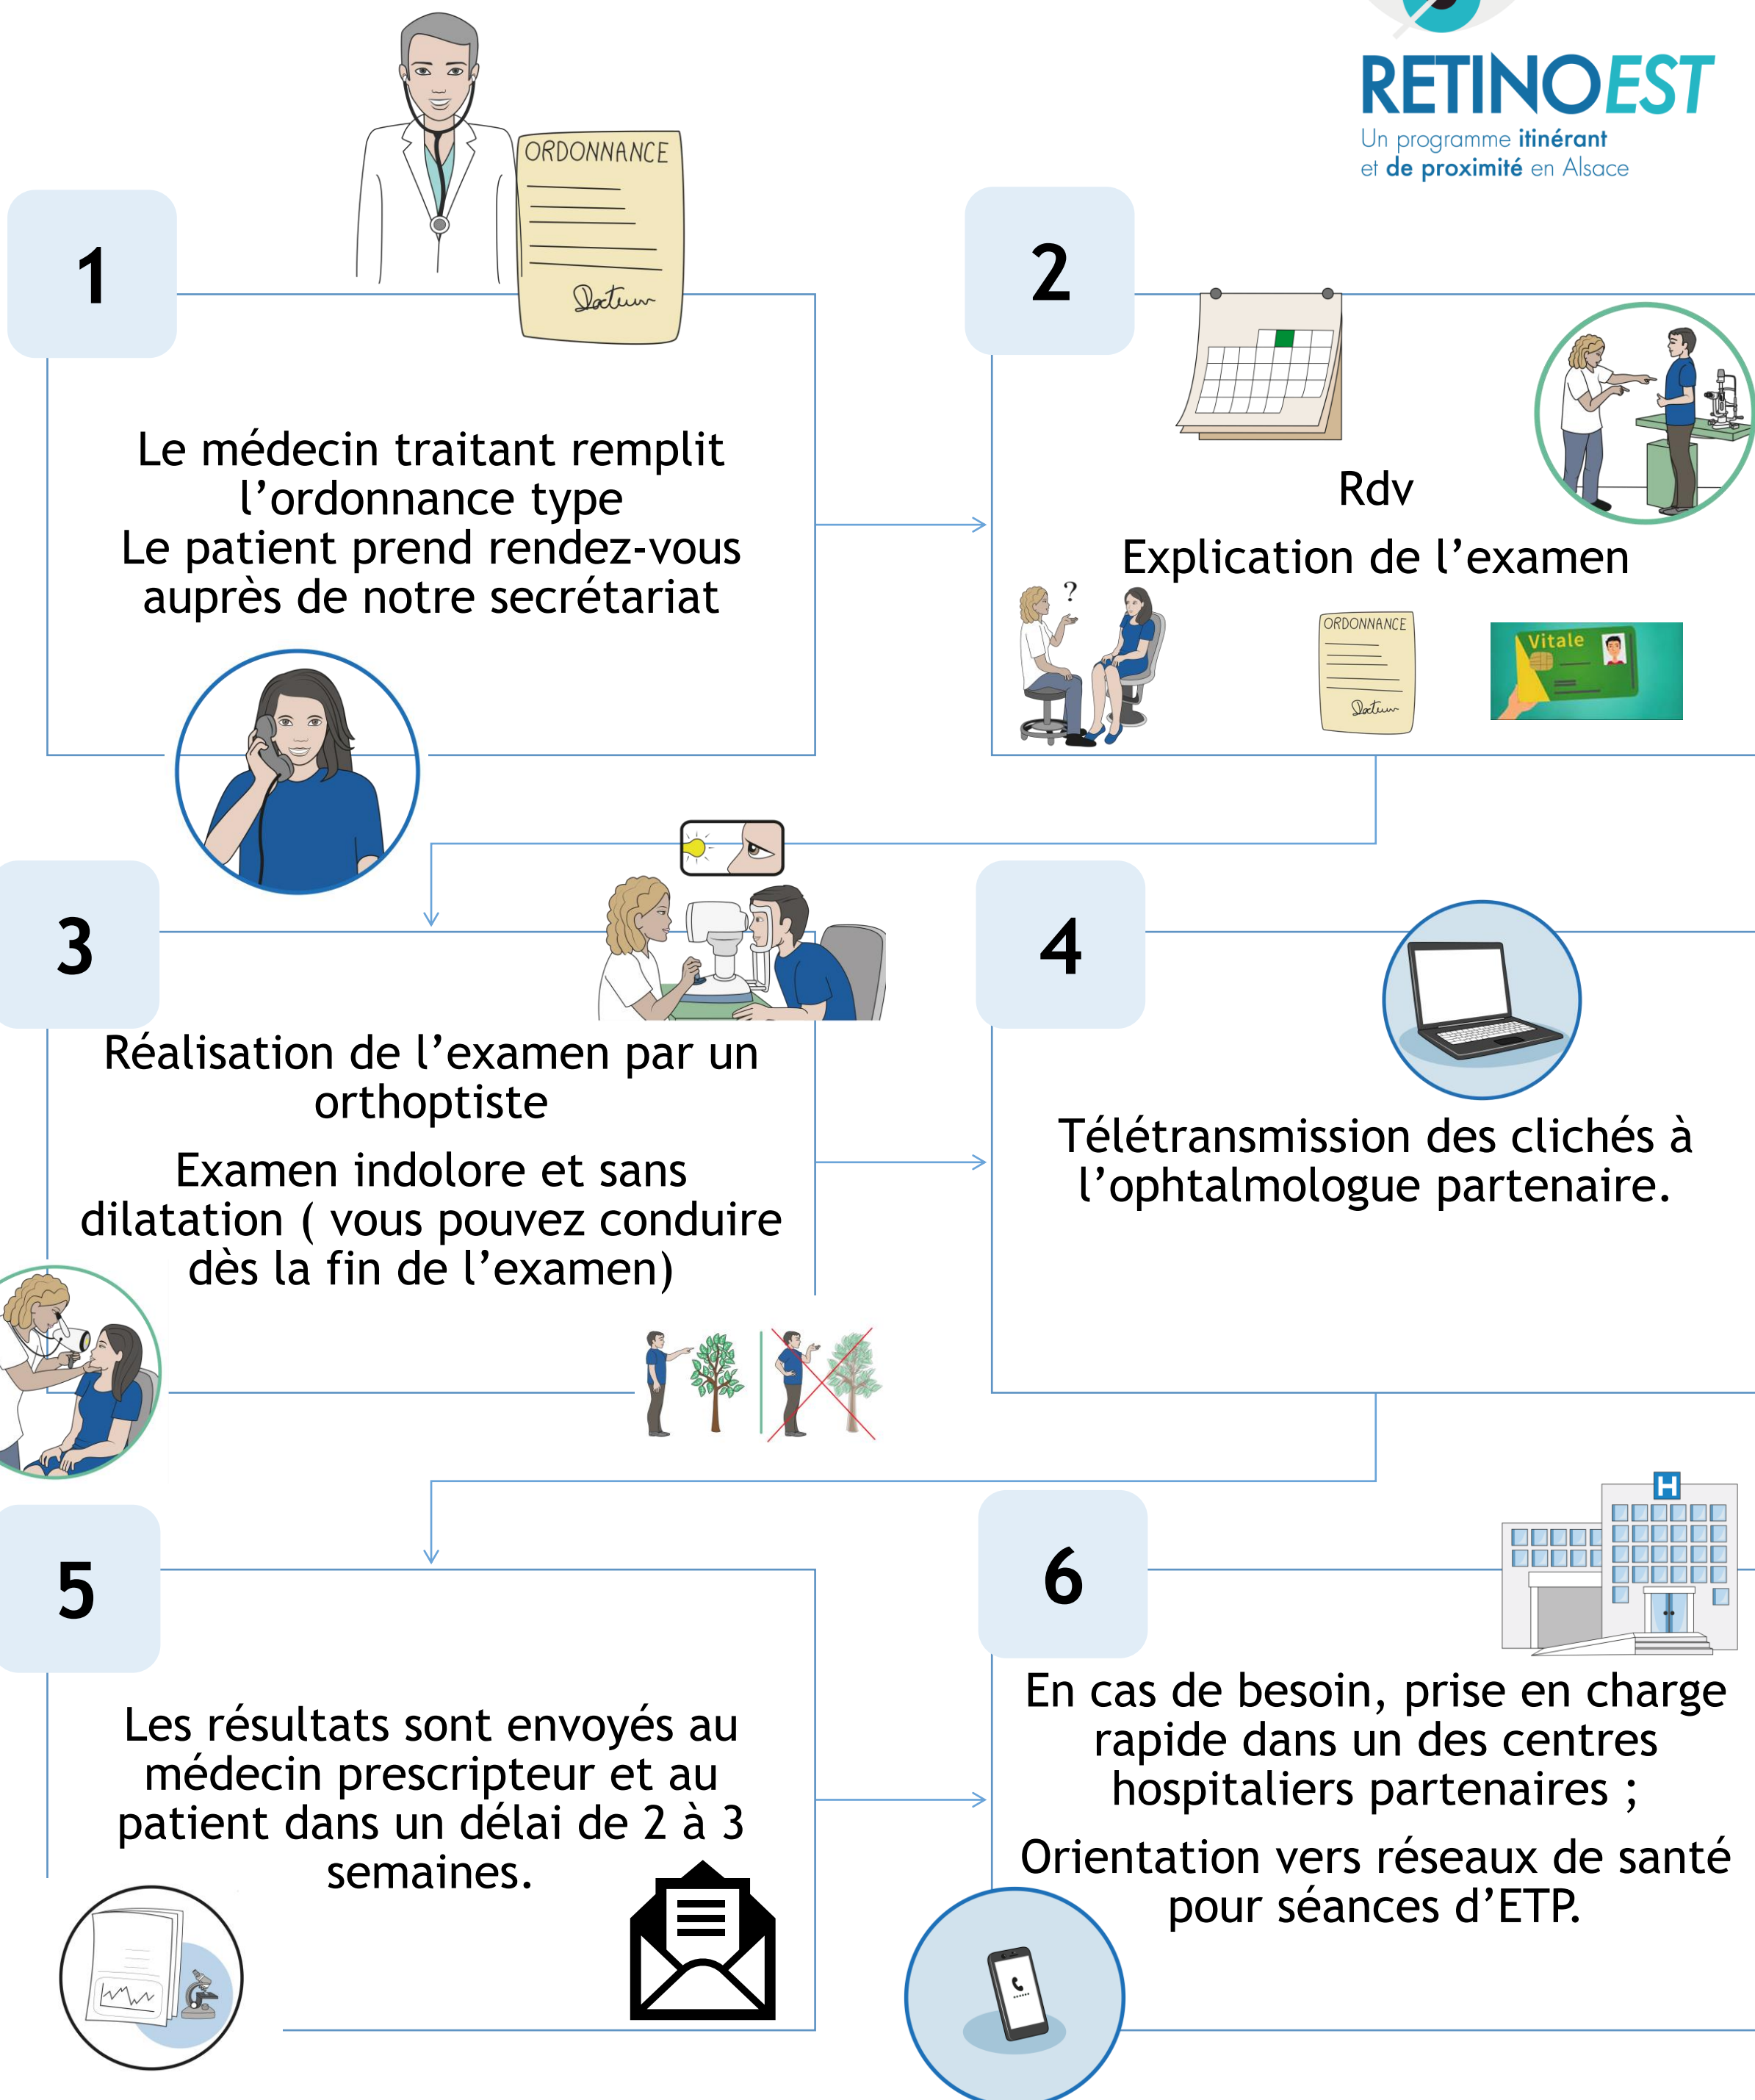 RETINOEST
Un programme itinérant
et de proximité en Alsace
1
ORDONNANCE
Docteur
Le médecin traitant remplit
l’ordonnance type
Le patient prend rendez-vous
auprès de notre secrétariat
2
Rdv
Explication de l’examen
?
ORDONNANCE
Docteur
Vitale
3
Réalisation de l’examen par un
orthoptiste
Examen indolore et sans
dilatation ( vous pouvez conduire
dès la fin de l’examen)
4
Télétransmission des clichés à
l’ophtalmologue partenaire.
5
Les résultats sont envoyés au
médecin prescripteur et au
patient dans un délai de 2 à 3
semaines.
6
H
En cas de besoin, prise en charge
rapide dans un des centres
hospitaliers partenaires ;
Orientation vers réseaux de santé
pour séances d’ETP.